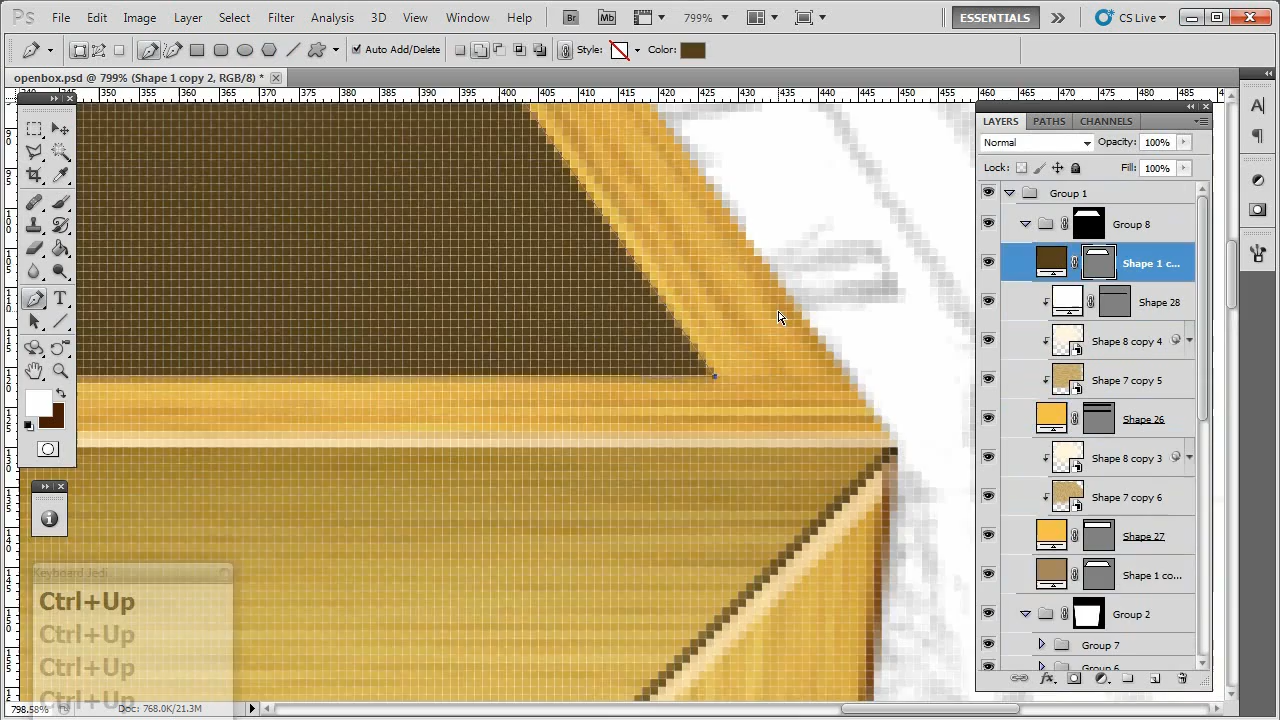 Ps File Edit Image Layer Select Filter Analysis 3D View Window Help Br Mb 799% ESSENTIALS CS Live
Auto Add/Delete Style: Color:
openbox.psd @ 799% (Shape 1 copy 2, RGB/8) *
350 355 360 365 370 375 380 385 390 395 400 405 410 415 420 425 430 435 440 445 450 455 460 465 470 475 480 485
LAYERS PATHS CHANNELS
Normal Opacity: 100%
Lock: Fill: 100%
Group 1
Group 8
Shape 1 c...
Shape 28
Shape 8 copy 4
Shape 7 copy 5
Shape 26
Shape 8 copy 3
Shape 7 copy 6
Shape 27
Shape 1 co...
Group 2
Group 7
Group 6
Keyboard Jedi
Ctrl+Up
Ctrl+Up
Ctrl+Up
Ctrl+Up
798.58% Doc: 768.0K/21.3M